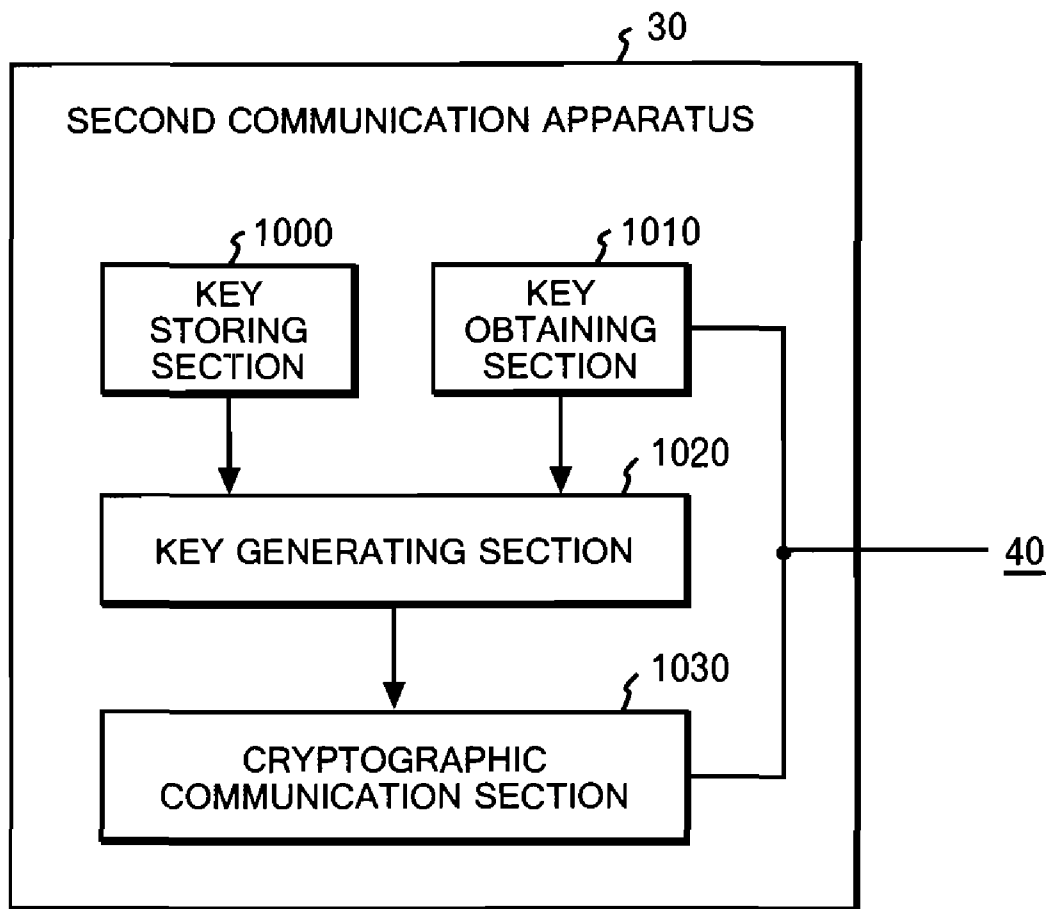 30
SECOND COMMUNICATION APPARATUS
1000
1010
KEY
STORING
SECTION
KEY
OBTAINING
SECTION
1020
KEY GENERATING SECTION
40
1030
CRYPTOGRAPHIC
COMMUNICATION SECTION